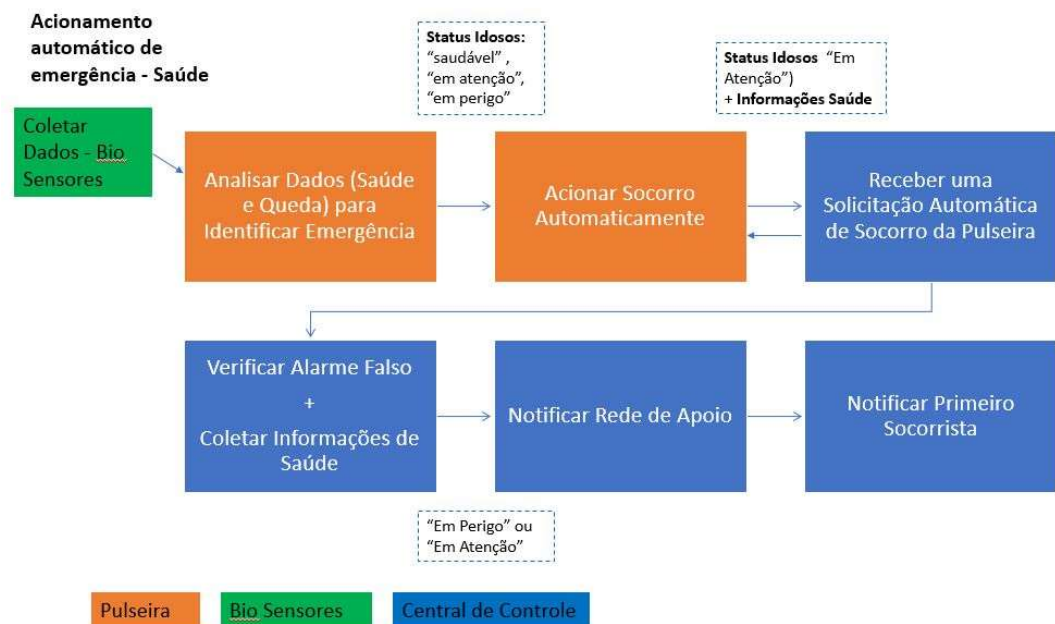 Acionamento
automático de
emergência - Saúde
Status Idosos:
“saudável” ,
“em atenção”,
“em perigo”
Status Idosos “Em
Atenção”)
+ Informações Saúde
Coletar
Dados - Bio
Sensores
Analisar Dados (Saúde
e Queda) para
Identificar Emergência
Acionar Socorro
Automaticamente
Receber uma
Solicitação Automática
de Socorro da Pulseira
Verificar Alarme Falso
+
Coletar Informações de
Saúde
Notificar Rede de Apoio
Notificar Primeiro
Socorrista
“Em Perigo” ou
“Em Atenção”
Pulseira
Bio Sensores
Central de Controle